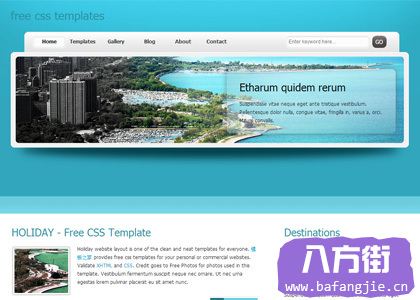 free css templates
Home Templates Gallery Blog About Contact
Enter keyword here... GO
Etharum quidem rerum
Suspendisse vitae neque eget ante tristique vestibulum.
Pellentesque dolor nulla, congue vitae, fringilla in, varius a, orci.
Mauris convallis.
HOLIDAY - Free CSS Template
Holiday website layout is one of the clean and neat templates for everyone. 模
板之家 provides free css templates for your personal or commercial websites.
Validate XHTML and CSS. Credit goes to Free Photos for photos used in the
template. Vestibulum fermentum suscipit neque nec ornare. Ut nec urna
egestas lorem pulvinar placerat eu sit amet nunc.
Destinations
八方街
www.bafangjie.cn